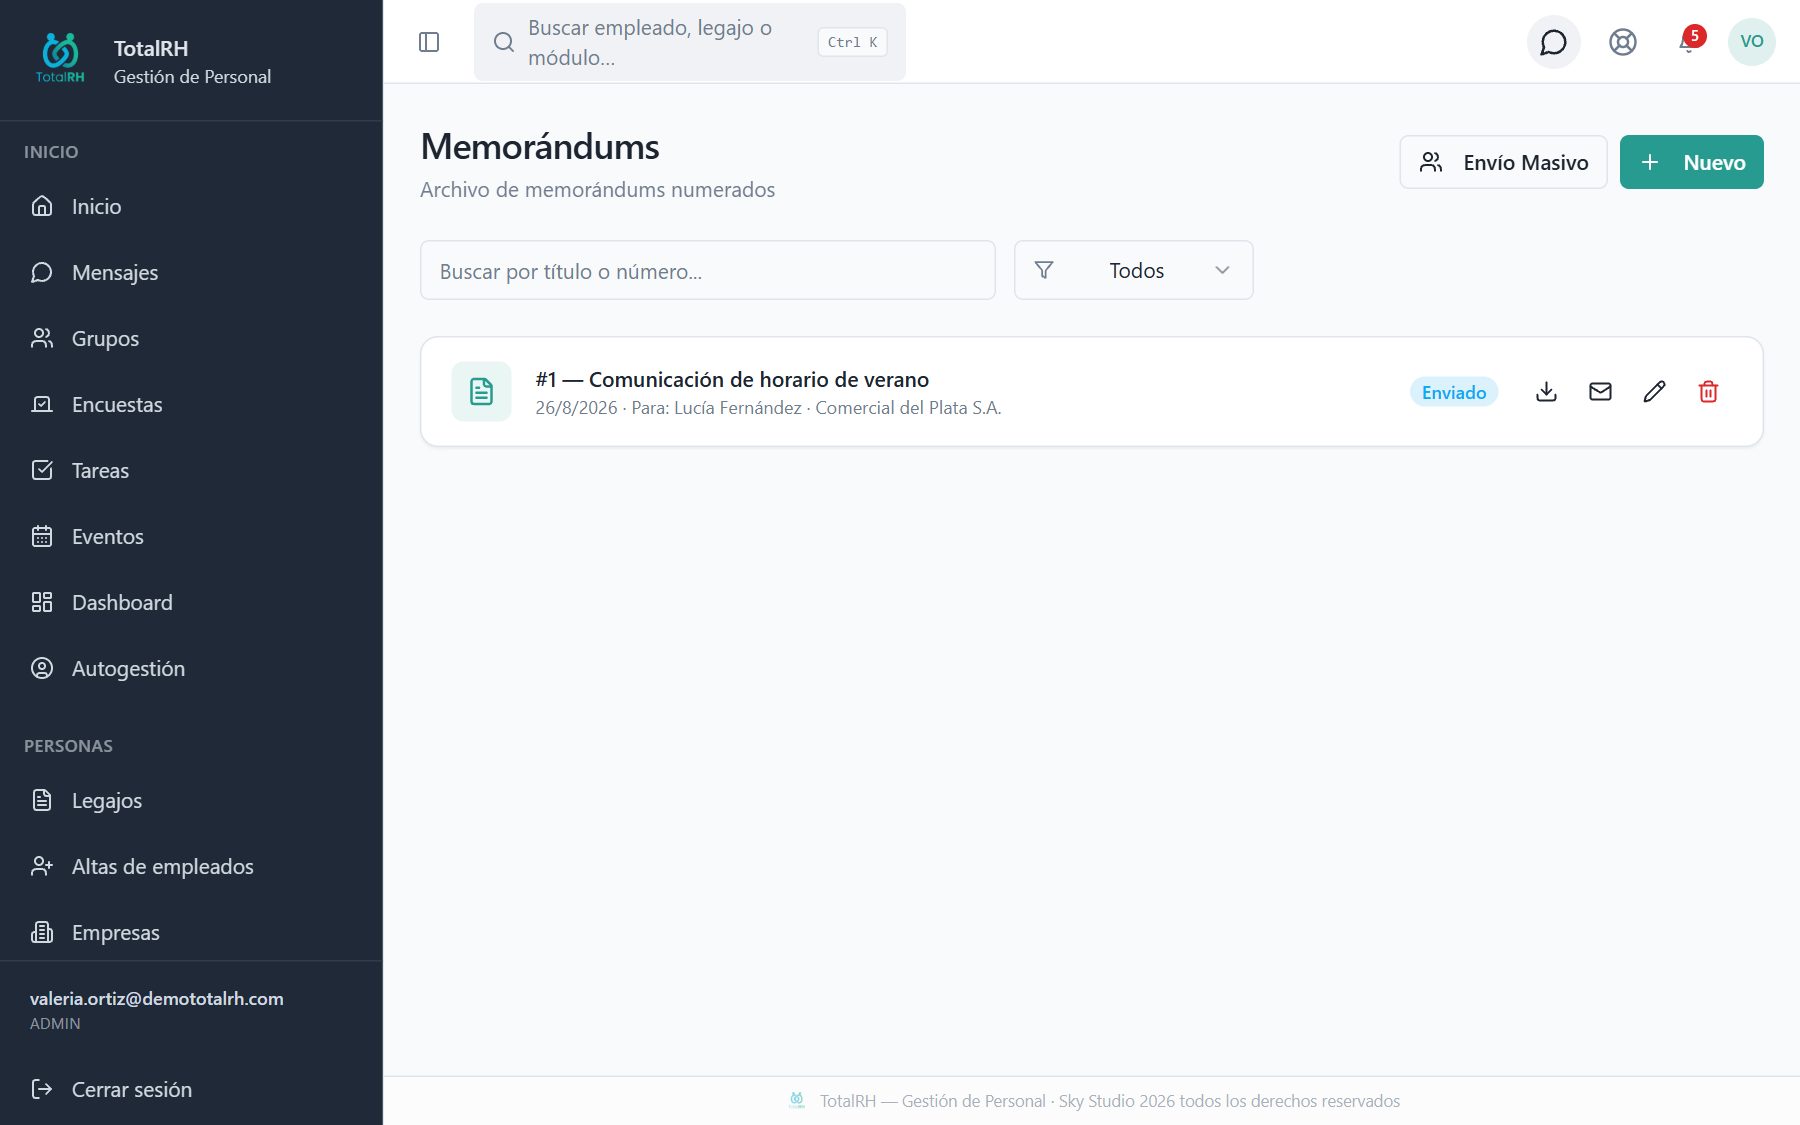 TotalRH
TotalRH
Gestión de Personal
INICIO
Inicio
Mensajes
Grupos
Encuestas
Tareas
Eventos
Dashboard
Autogestión
PERSONAS
Legajos
Altas de empleados
Empresas
valeria.ortiz@demototalrh.com
ADMIN
Cerrar sesión
Buscar empleado, legajo o
módulo...
Ctrl K
5
VO
Memorándums
Archivo de memorándums numerados
Envío Masivo
Nuevo
Buscar por título o número...
Todos
#1 — Comunicación de horario de verano
26/8/2026 · Para: Lucía Fernández · Comercial del Plata S.A.
Enviado
TotalRH — Gestión de Personal · Sky Studio 2026 todos los derechos reservados